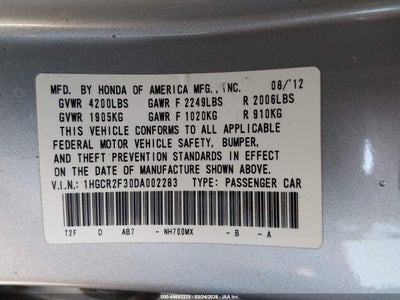 MFD. BY HONDA OF AMERICA MFG., INC. 08/'12
GVWR 4200LBS GAWR F 2249LBS R 2006LBS
GVWR 1905KG GAWR F 1020KG R 910KG
THIS VEHICLE CONFORMS TO ALL APPLICABLE
FEDERAL MOTOR VEHICLE SAFETY, BUMPER,
AND THEFT PREVENTION STANDARDS IN EFFECT
ON THE DATE OF MANUFACTURE SHOWN ABOVE.
V.I.N.: 1HGCR2F30DA002283 TYPE: PASSENGER CAR
T2F D AB7 - NH700MX - B - A